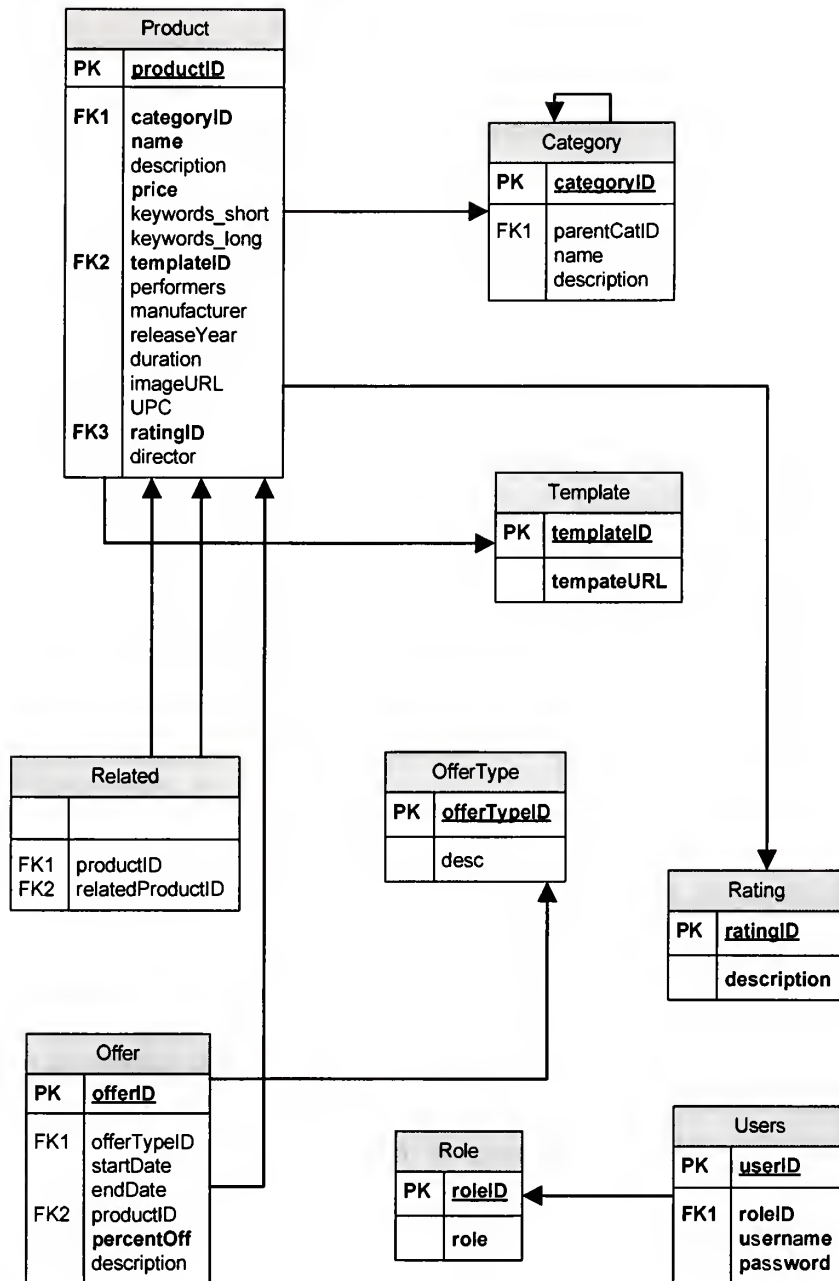 Product
PK productID
FK1 categoryID
name
description
price
keywords_short
keywords_long
FK2 templateID
performers
manufacturer
releaseYear
duration
imageURL
UPC
FK3 ratingID
director
Category
PK categoryID
FK1 parentCatID
name
description
Template
PK templateID
tempateURL
Related
FK1 productID
FK2 relatedProductID
OfferType
PK offerTypeID
desc
Rating
PK ratingID
description
Offer
PK offerID
FK1 offerTypeID
startDate
endDate
FK2 productID
percentOff
description
Role
PK roleID
role
Users
PK userID
FK1 roleID
username
password